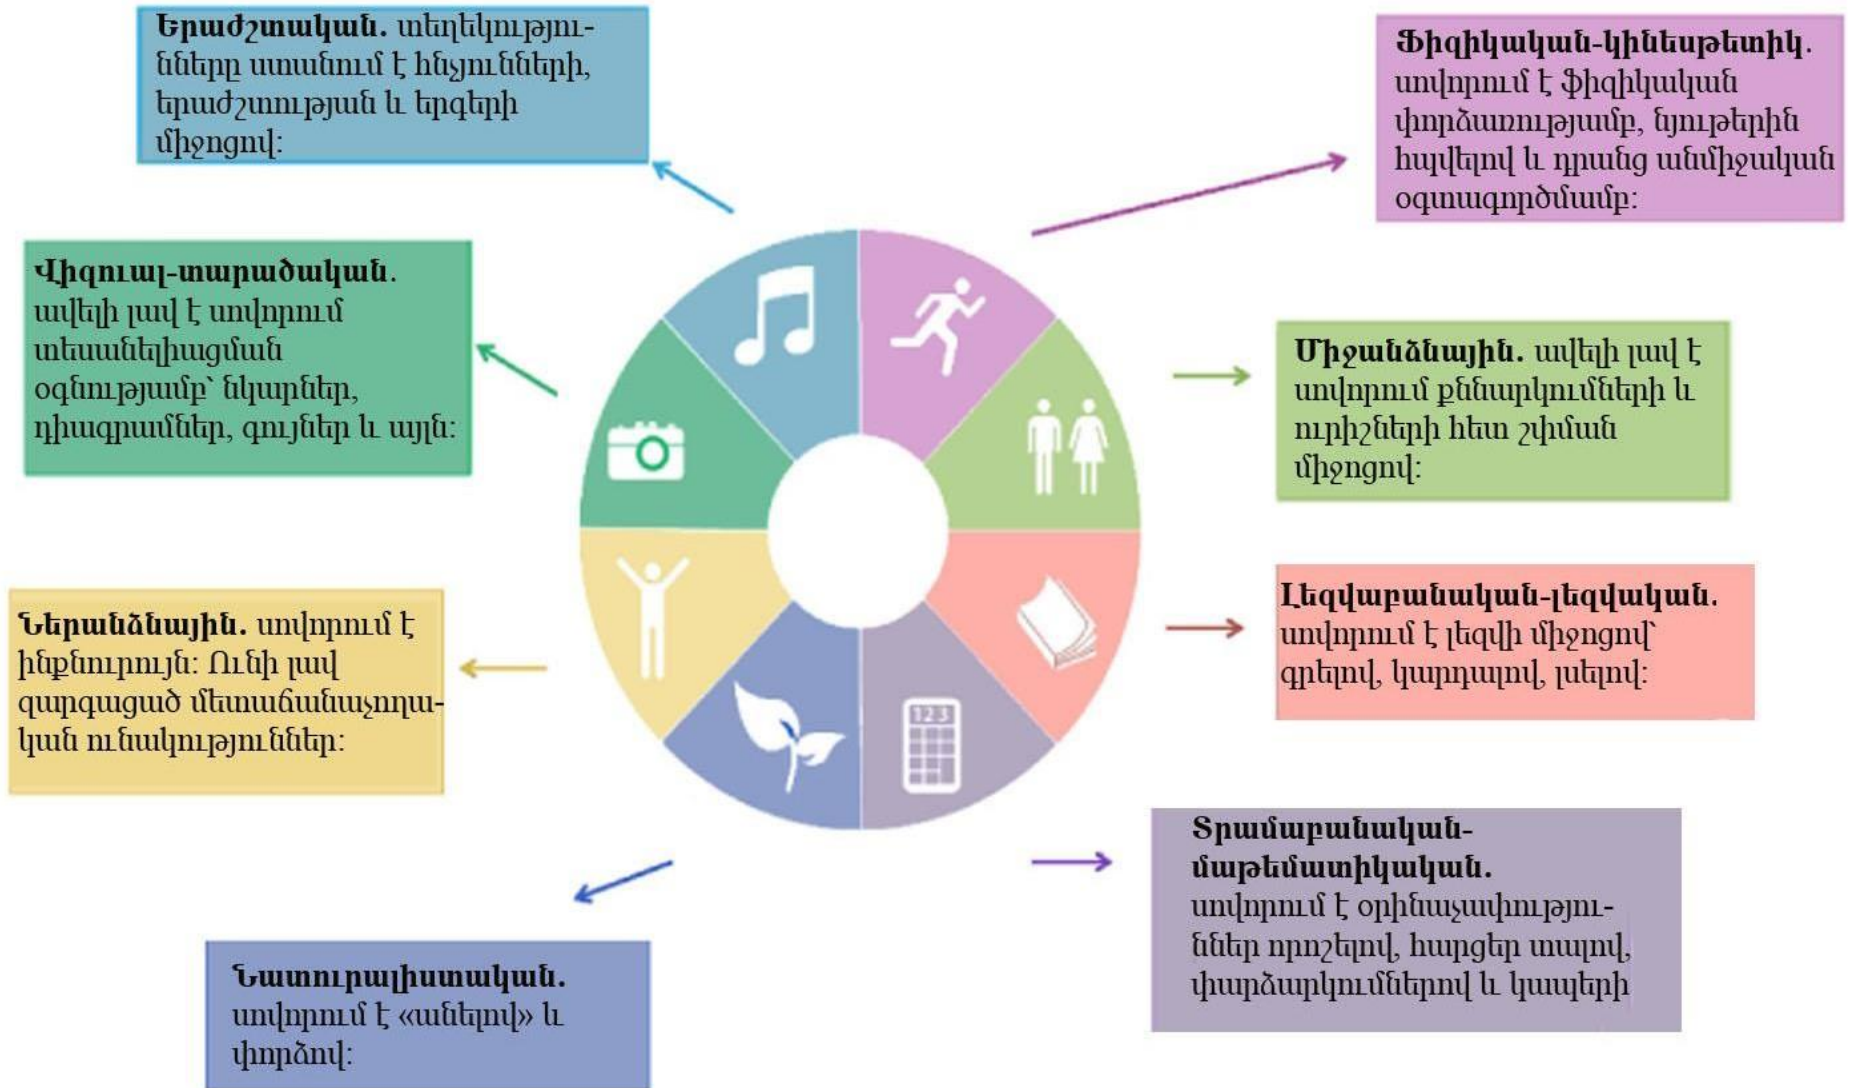 Երաժշտական. տեղեկություն-
նները ստանում է հնչյունների,
երաժշտության և երգերի
միջոցով:
Ֆիզիկական-կինեսթետիկ.
սովորում է ֆիզիկական
փորձառությամբ, նյութերին
հպվելով և դրանց անմիջական
օգտագործմամբ:
Վիզուալ-տարածական.
ավելի լավ է սովորում
տեսանելիացման
օգնությամբ՝ նկարներ,
դիագրամներ, գույներ և այլն:
Միջանձնային. ավելի լավ է
սովորում քննարկումների և
ուրիշների հետ շփման
միջոցով:
Ներանձնային. սովորում է
ինքնուրույն: Ունի լավ
զարգացած մետաճանաչողա-
կան ունակություններ:
Լեզվաբանական-լեզվական.
սովորում է լեզվի միջոցով՝
գրելով, կարդալով, լսելով:
123
Տրամաբանական-
մաթեմատիկական.
սովորում է օրինաչափությու-
ններ որոշելով, հարցեր տալով,
փարձարկումներով և կապերի
Նատուրալիստական.
սովորում է «անելով» և
փորձով: